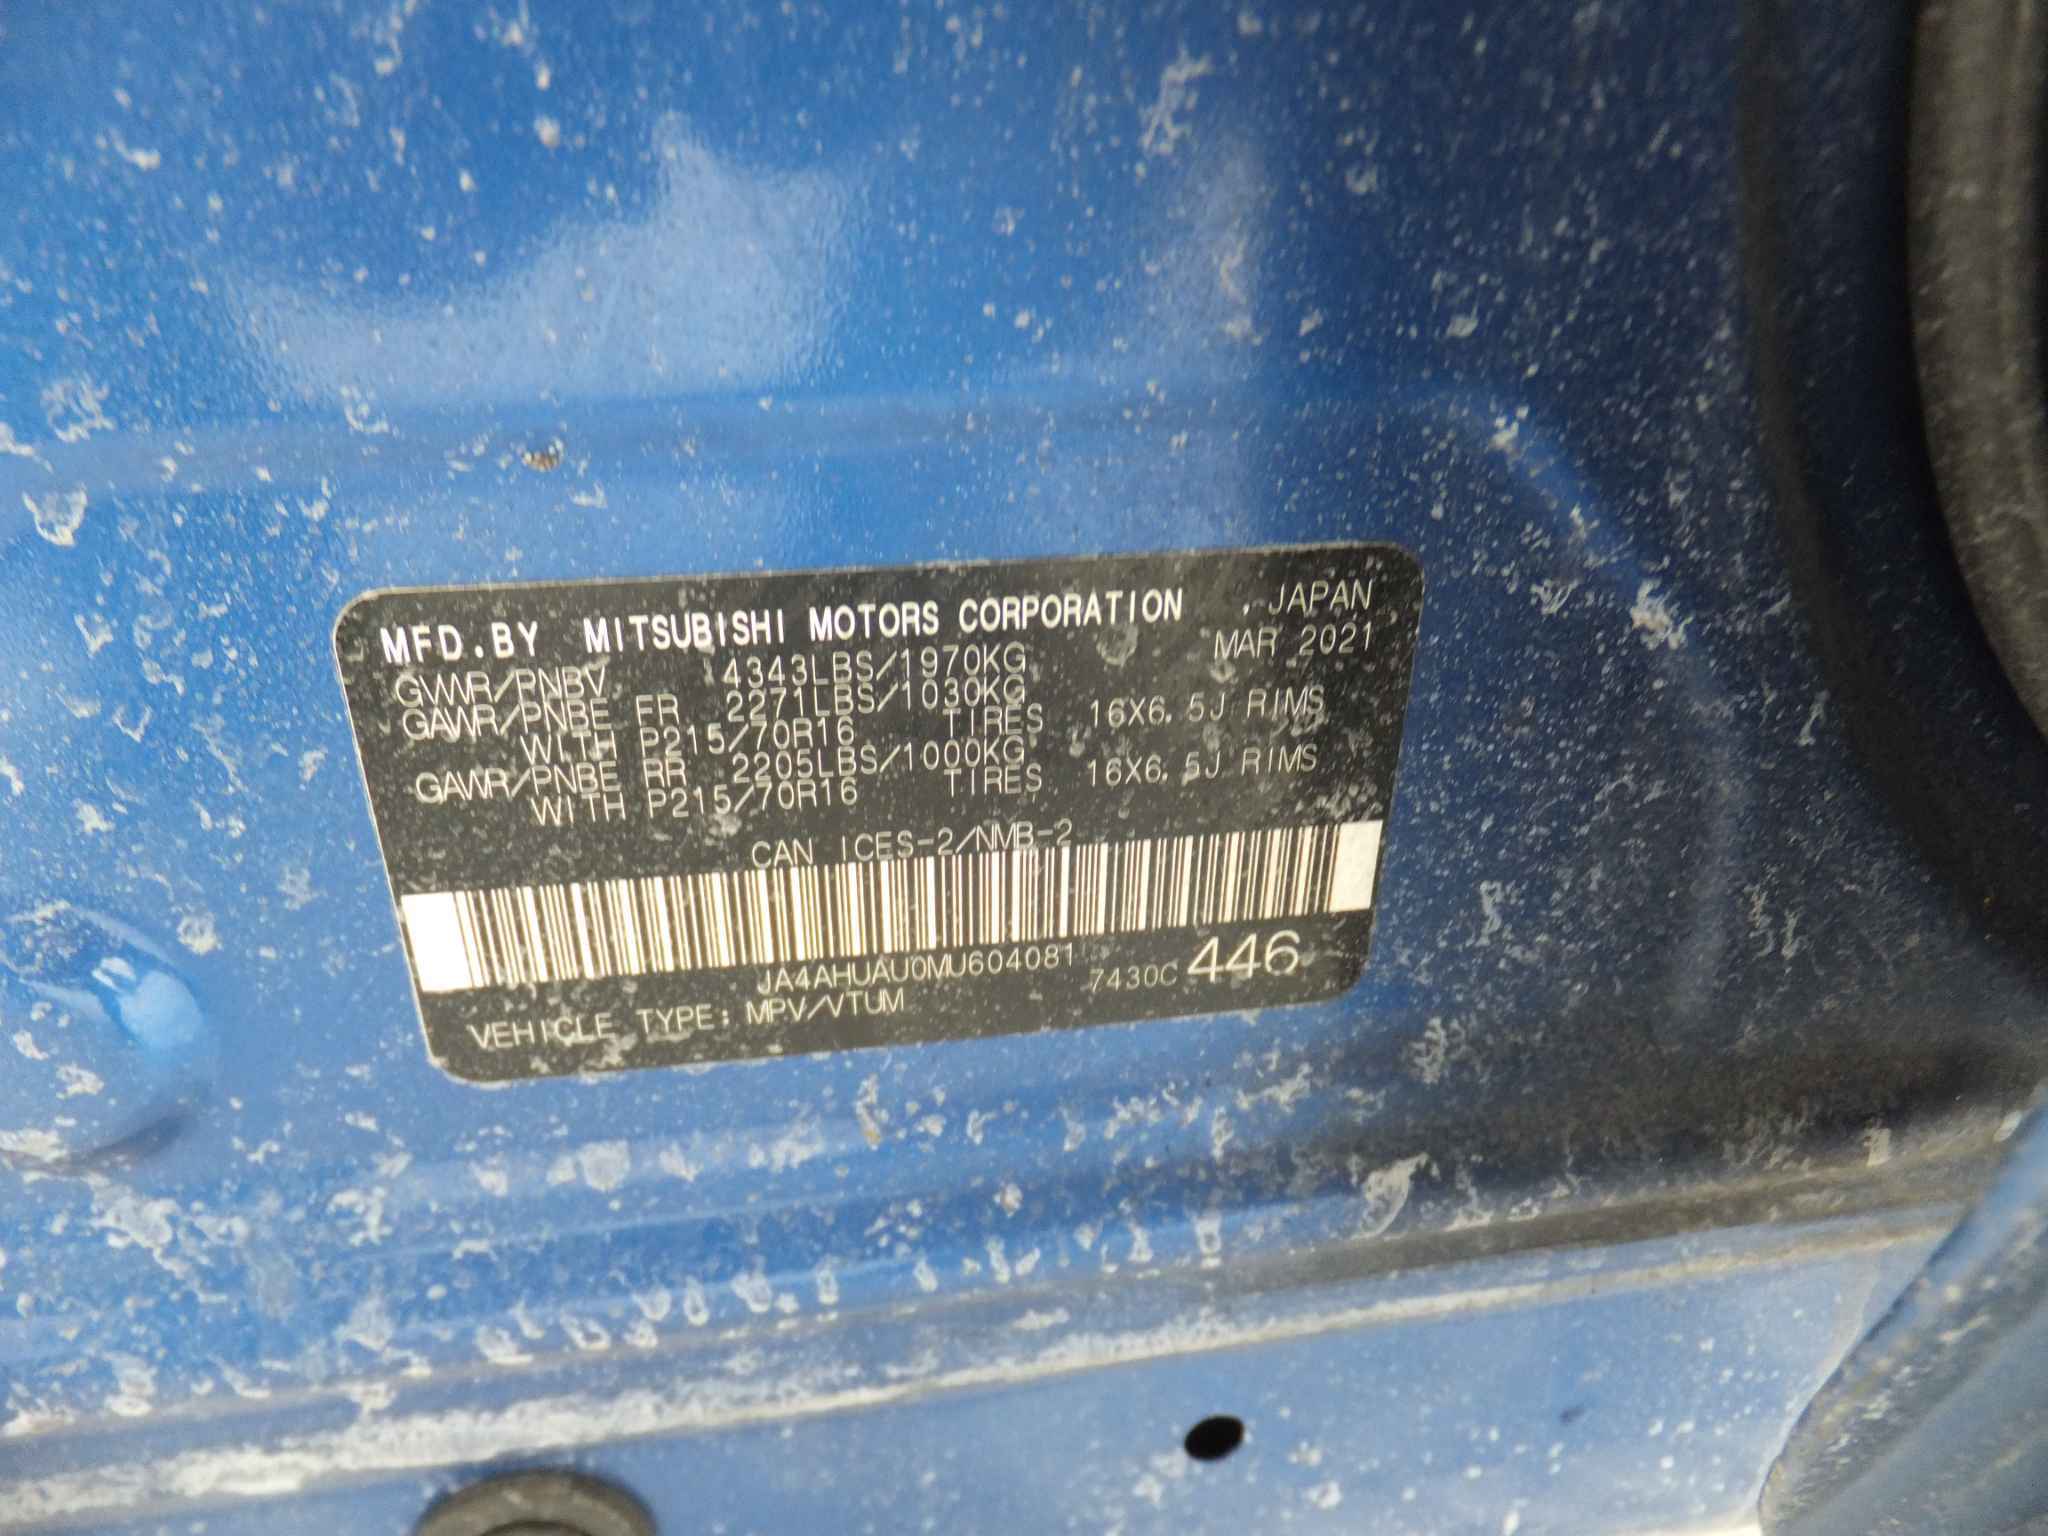 MFD.BY MITSUBISHI MOTORS CORPORATION , JAPAN
MAR 2021
GVWR/PNBV 4343LBS/1970KG
GAWR/PNBE FR 2271LBS/1030KG
WITH P215/70R16 TIRES 16X6.5J RIMS
GAWR/PNBE RR 2205LBS/1000KG
WITH P215/70R16 TIRES 16X6.5J RIMS
CAN ICES-2/NMB-2
JA4AHUAU0MU604081
7430C 446
VEHICLE TYPE: MPV/VTUM